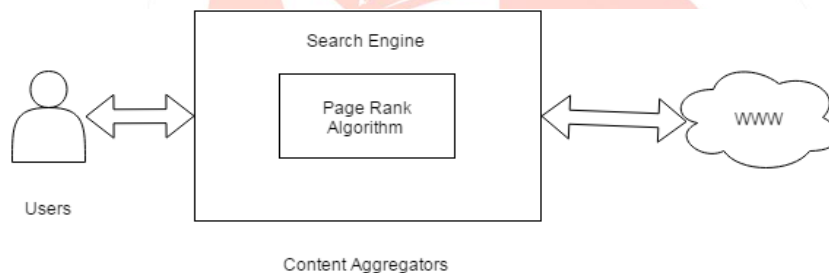 Search Engine
Page Rank
Algorithm
WWW
Users
Content Aggregators